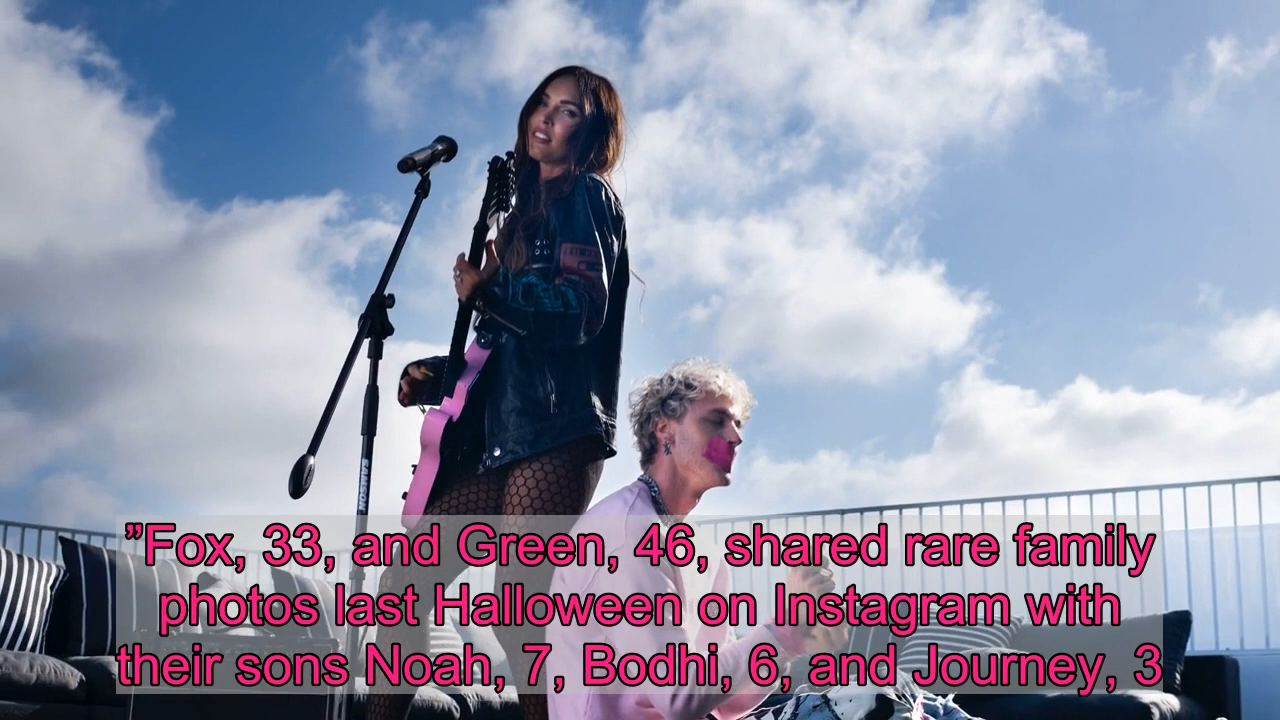 SAMSON
”Fox, 33, and Green, 46, shared rare family
photos last Halloween on Instagram with
their sons Noah, 7, Bodhi, 6, and Journey, 3